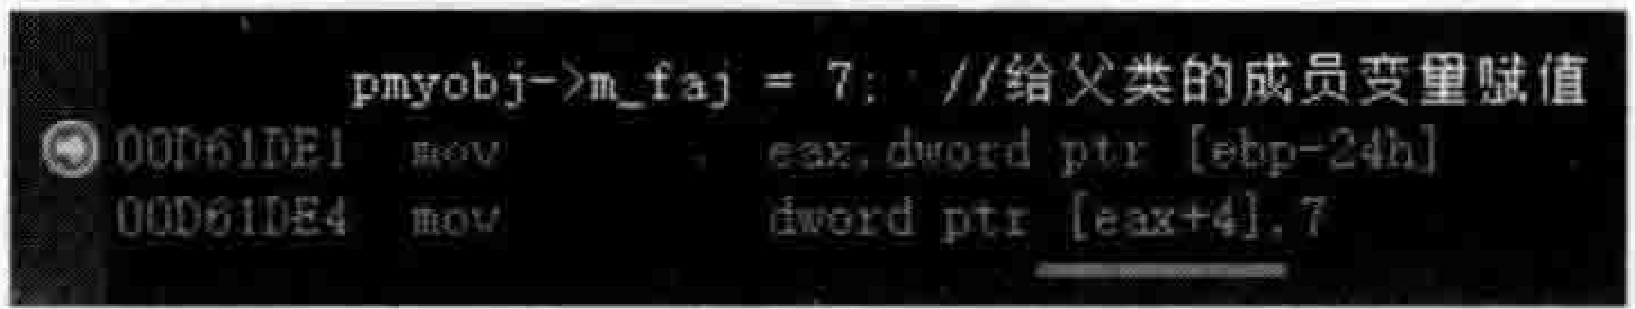 pmyobj->m_faj = 7; //给父类的成员变量赋值
00D61DE1 mov eax,dword ptr [ebp-24h]
00D61DE4 mov dword ptr [eax+4],7